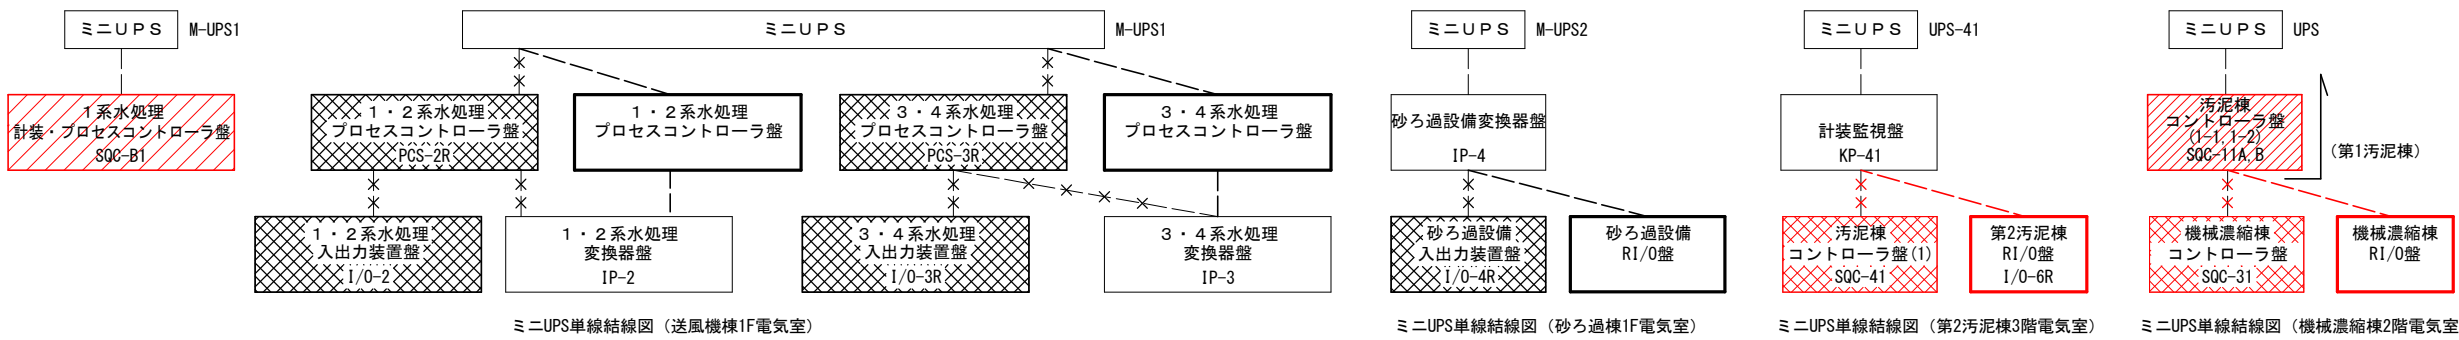 ミニＵＰＳ M-UPS1
１系水処理
計装・プロセスコントローラ盤
SQC-B1
ミニＵＰＳ M-UPS1
１・２系水処理
プロセスコントローラ盤
PCS-2R
１・２系水処理
プロセスコントローラ盤
３・４系水処理
プロセスコントローラ盤
PCS-3R
３・４系水処理
プロセスコントローラ盤
１・２系水処理
入出力装置盤
I/O-2
１・２系水処理
変換器盤
IP-2
３・４系水処理
入出力装置盤
I/O-3R
３・４系水処理
変換器盤
IP-3
ミニUPS単線結線図（送風機棟1F電気室）
ミニＵＰＳ M-UPS2
砂ろ過設備変換器盤
IP-4
砂ろ過設備
入出力装置盤
I/O-4R
砂ろ過設備
RI/O盤
ミニUPS単線結線図（砂ろ過棟1F電気室）
ミニＵＰＳ UPS-41
計装監視盤
KP-41
汚泥棟
コントローラ盤(1)
SQC-41
第2汚泥棟
RI/O盤
I/O-6R
ミニUPS単線結線図（第2汚泥棟3階電気室）
ミニＵＰＳ UPS
汚泥棟
コントローラ盤
(1-1,1-2)
SQC-11A,B
（第1汚泥棟）
機械濃縮棟
コントローラ盤
SQC-31
機械濃縮棟
RI/O盤
ミニUPS単線結線図（機械濃縮棟2階電気室